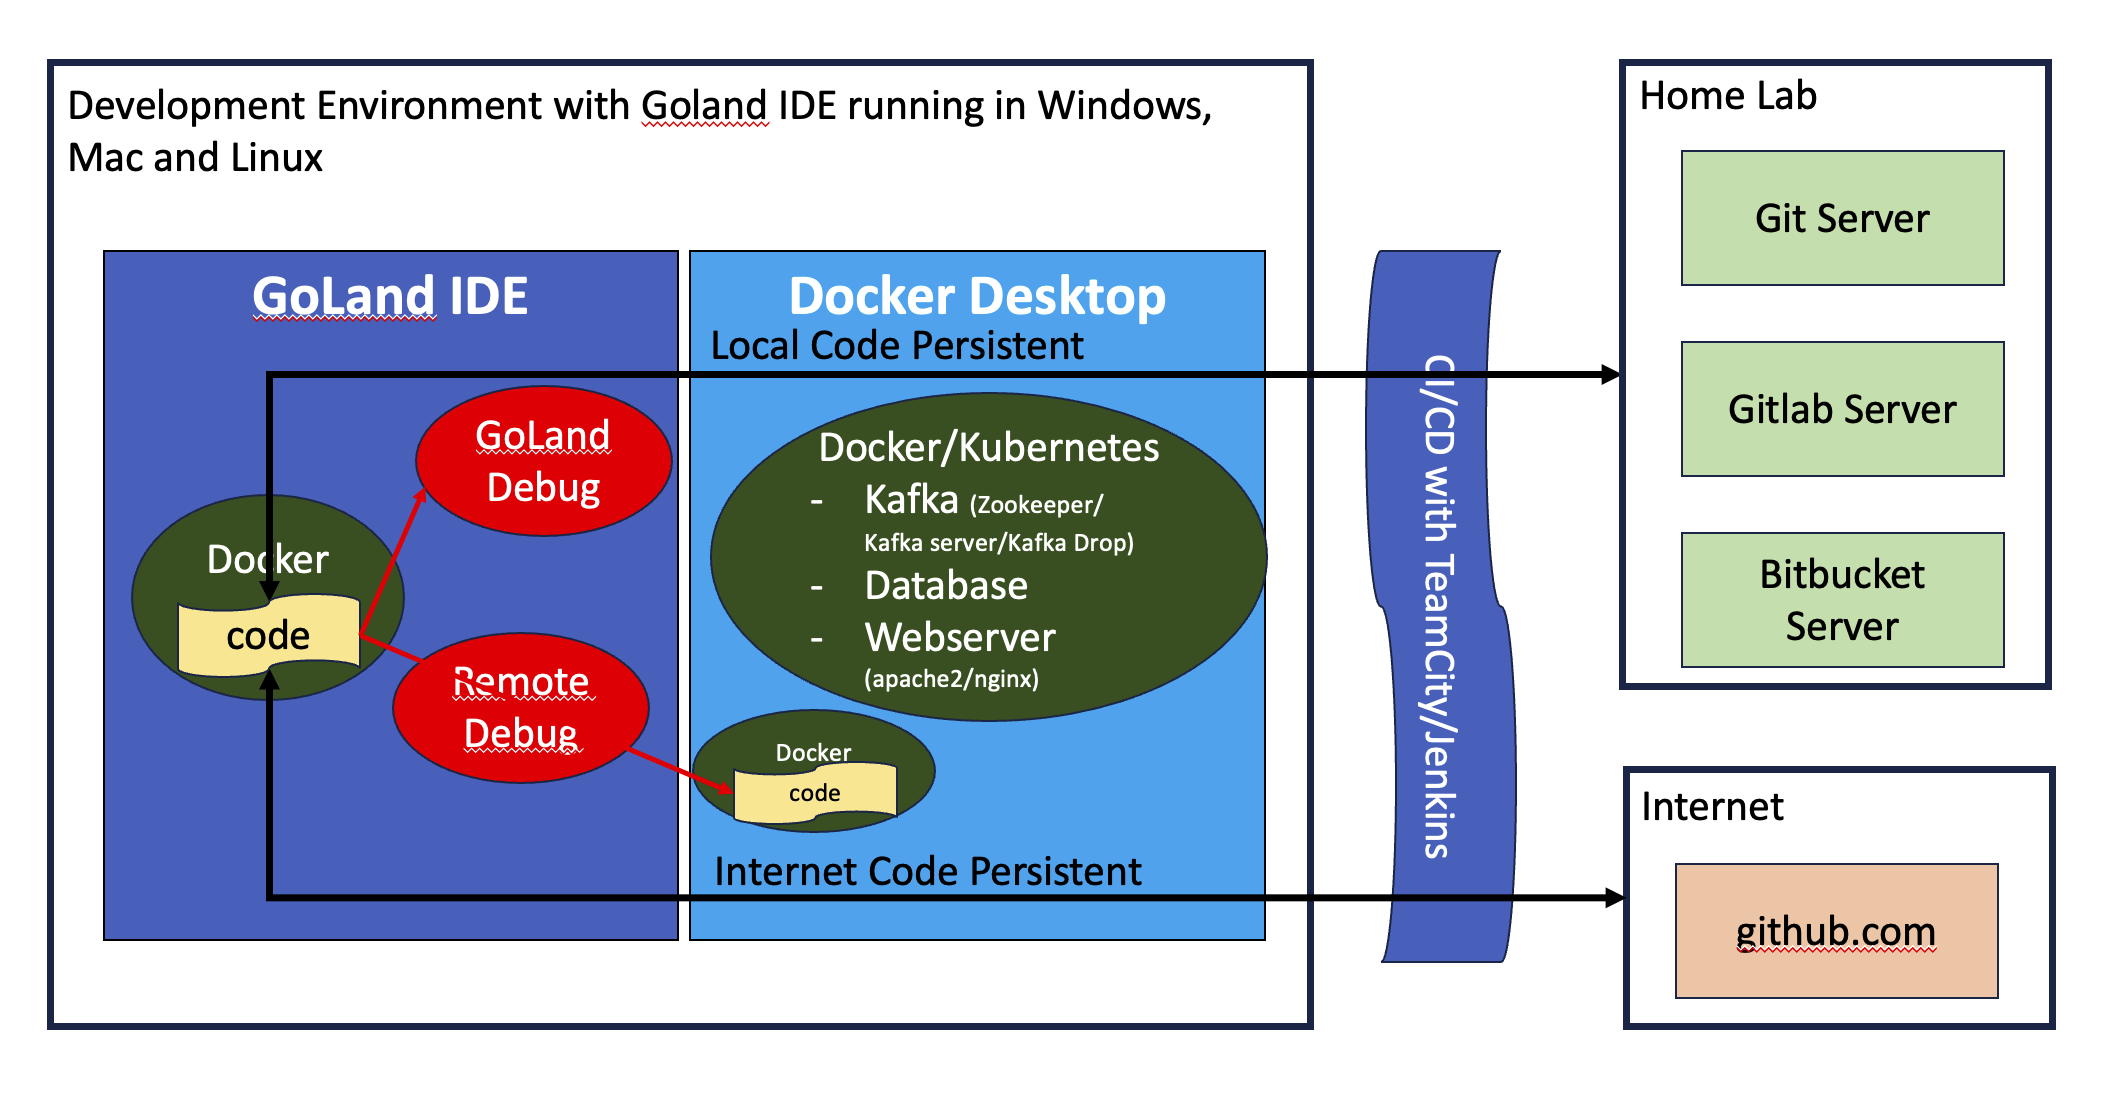 Development Environment with Goland IDE running in Windows,
Mac and Linux
GoLand IDE
GoLand
Debug
Docker
code
Remote
Debug
Docker Desktop
Local Code Persistent
Docker/Kubernetes
- Kafka (Zookeeper/
Kafka server/Kafka Drop)
- Database
- Webserver
(apache2/nginx)
Docker
code
Internet Code Persistent
CI/CD with TeamCity/Jenkins
Home Lab
Git Server
Gitlab Server
Bitbucket
Server
Internet
github.com